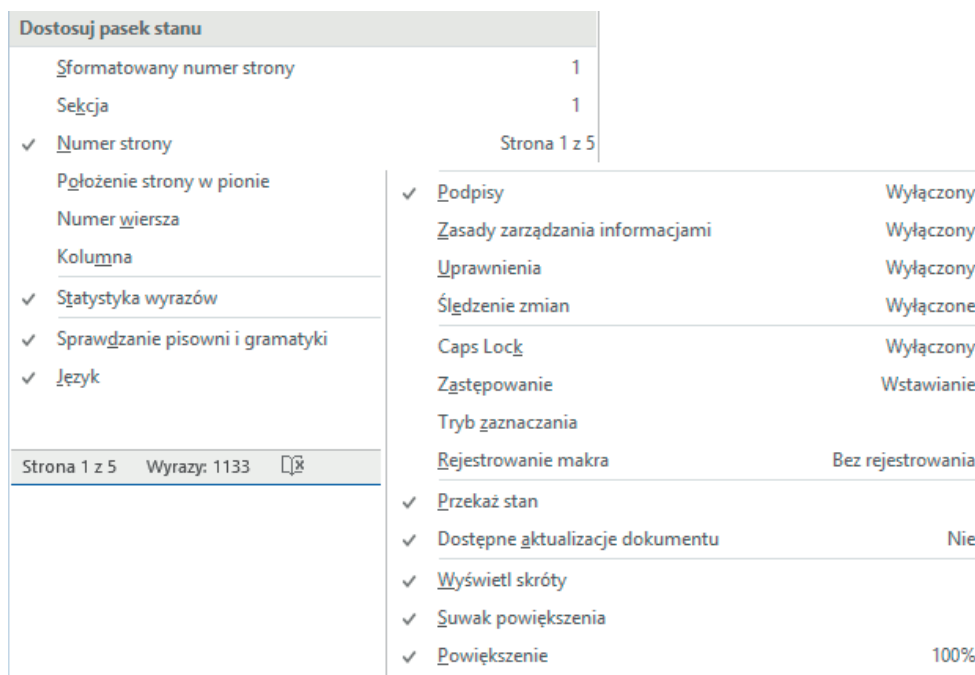 Dostosuj pasek stanu
Sformatowany numer strony 1
Sekcja 1
Numer strony Strona 1 z 5
Położenie strony w pionie
Numer wiersza
Kolumna
Statystyka wyrazów
Sprawdzanie pisowni i gramatyki
Język
Strona 1 z 5 Wyrazy: 1133
Podpisy Wyłączony
Zasady zarządzania informacjami Wyłączony
Uprawnienia Wyłączony
Śledzenie zmian Wyłączone
Caps Lock Wyłączony
Zastępowanie Wstawianie
Tryb zaznaczania
Rejestrowanie makra Bez rejestrowania
Przekaż stan
Dostępne aktualizacje dokumentu Nie
Wyświetl skróty
Suwak powiększenia
Powiększenie 100%